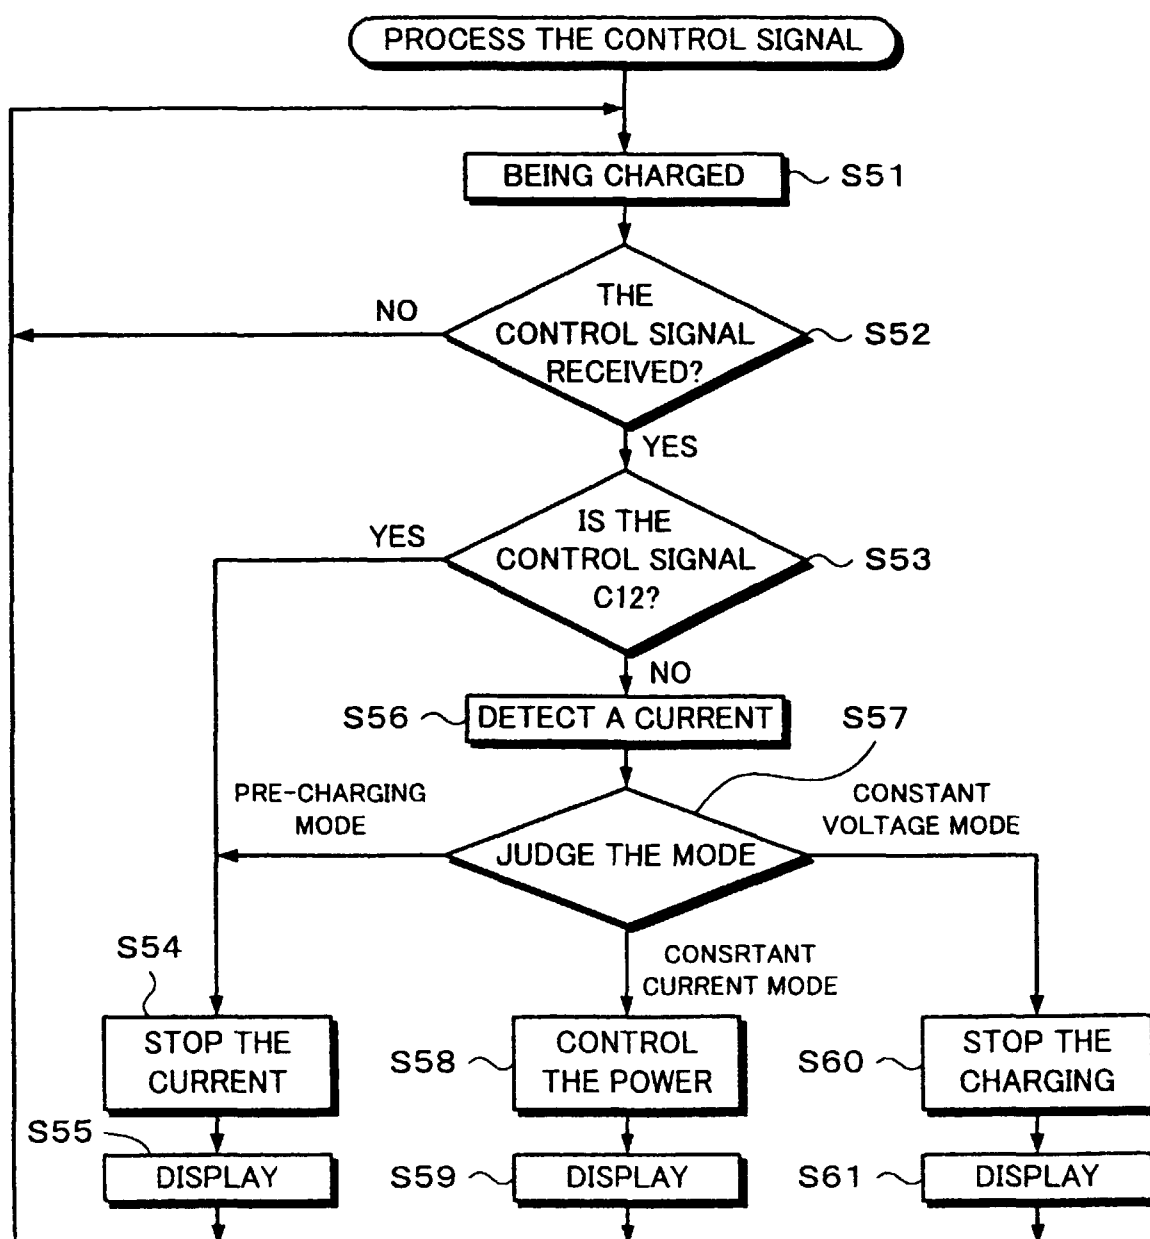 PROCESS THE CONTROL SIGNAL
BEING CHARGED
S51
THE
CONTROL SIGNAL
RECEIVED?
S52
NO
YES
IS THE
CONTROL SIGNAL
C12?
S53
YES
NO
S56
DETECT A CURRENT
S57
PRE-CHARGING
MODE
JUDGE THE MODE
CONSTANT
VOLTAGE MODE
CONSRTANT
CURRENT MODE
S54
STOP THE
CURRENT
S58
CONTROL
THE POWER
S60
STOP THE
CHARGING
S55
DISPLAY
S59
DISPLAY
S61
DISPLAY